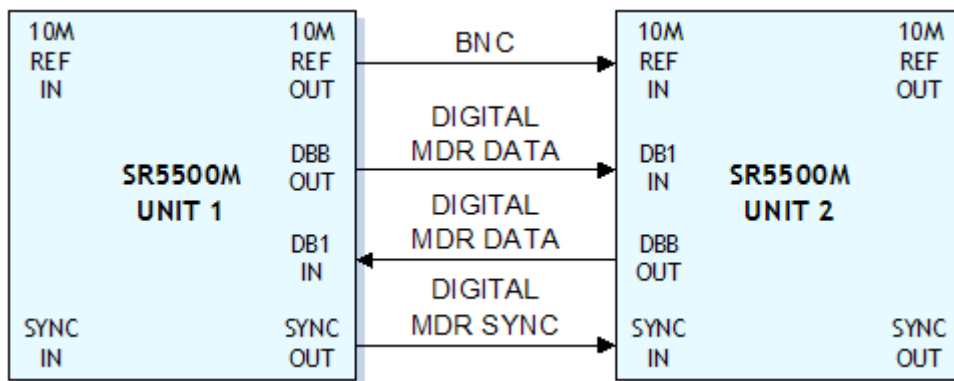 10M
REF
IN
10M
REF
OUT
BNC
10M
REF
IN
10M
REF
OUT
DIGITAL
MDR DATA
DBB
OUT
DB1
IN
SR5500M
UNIT 1
SR5500M
UNIT 2
DIGITAL
MDR DATA
DB1
IN
DBB
OUT
DIGITAL
MDR SYNC
SYNC
IN
SYNC
OUT
SYNC
IN
SYNC
OUT